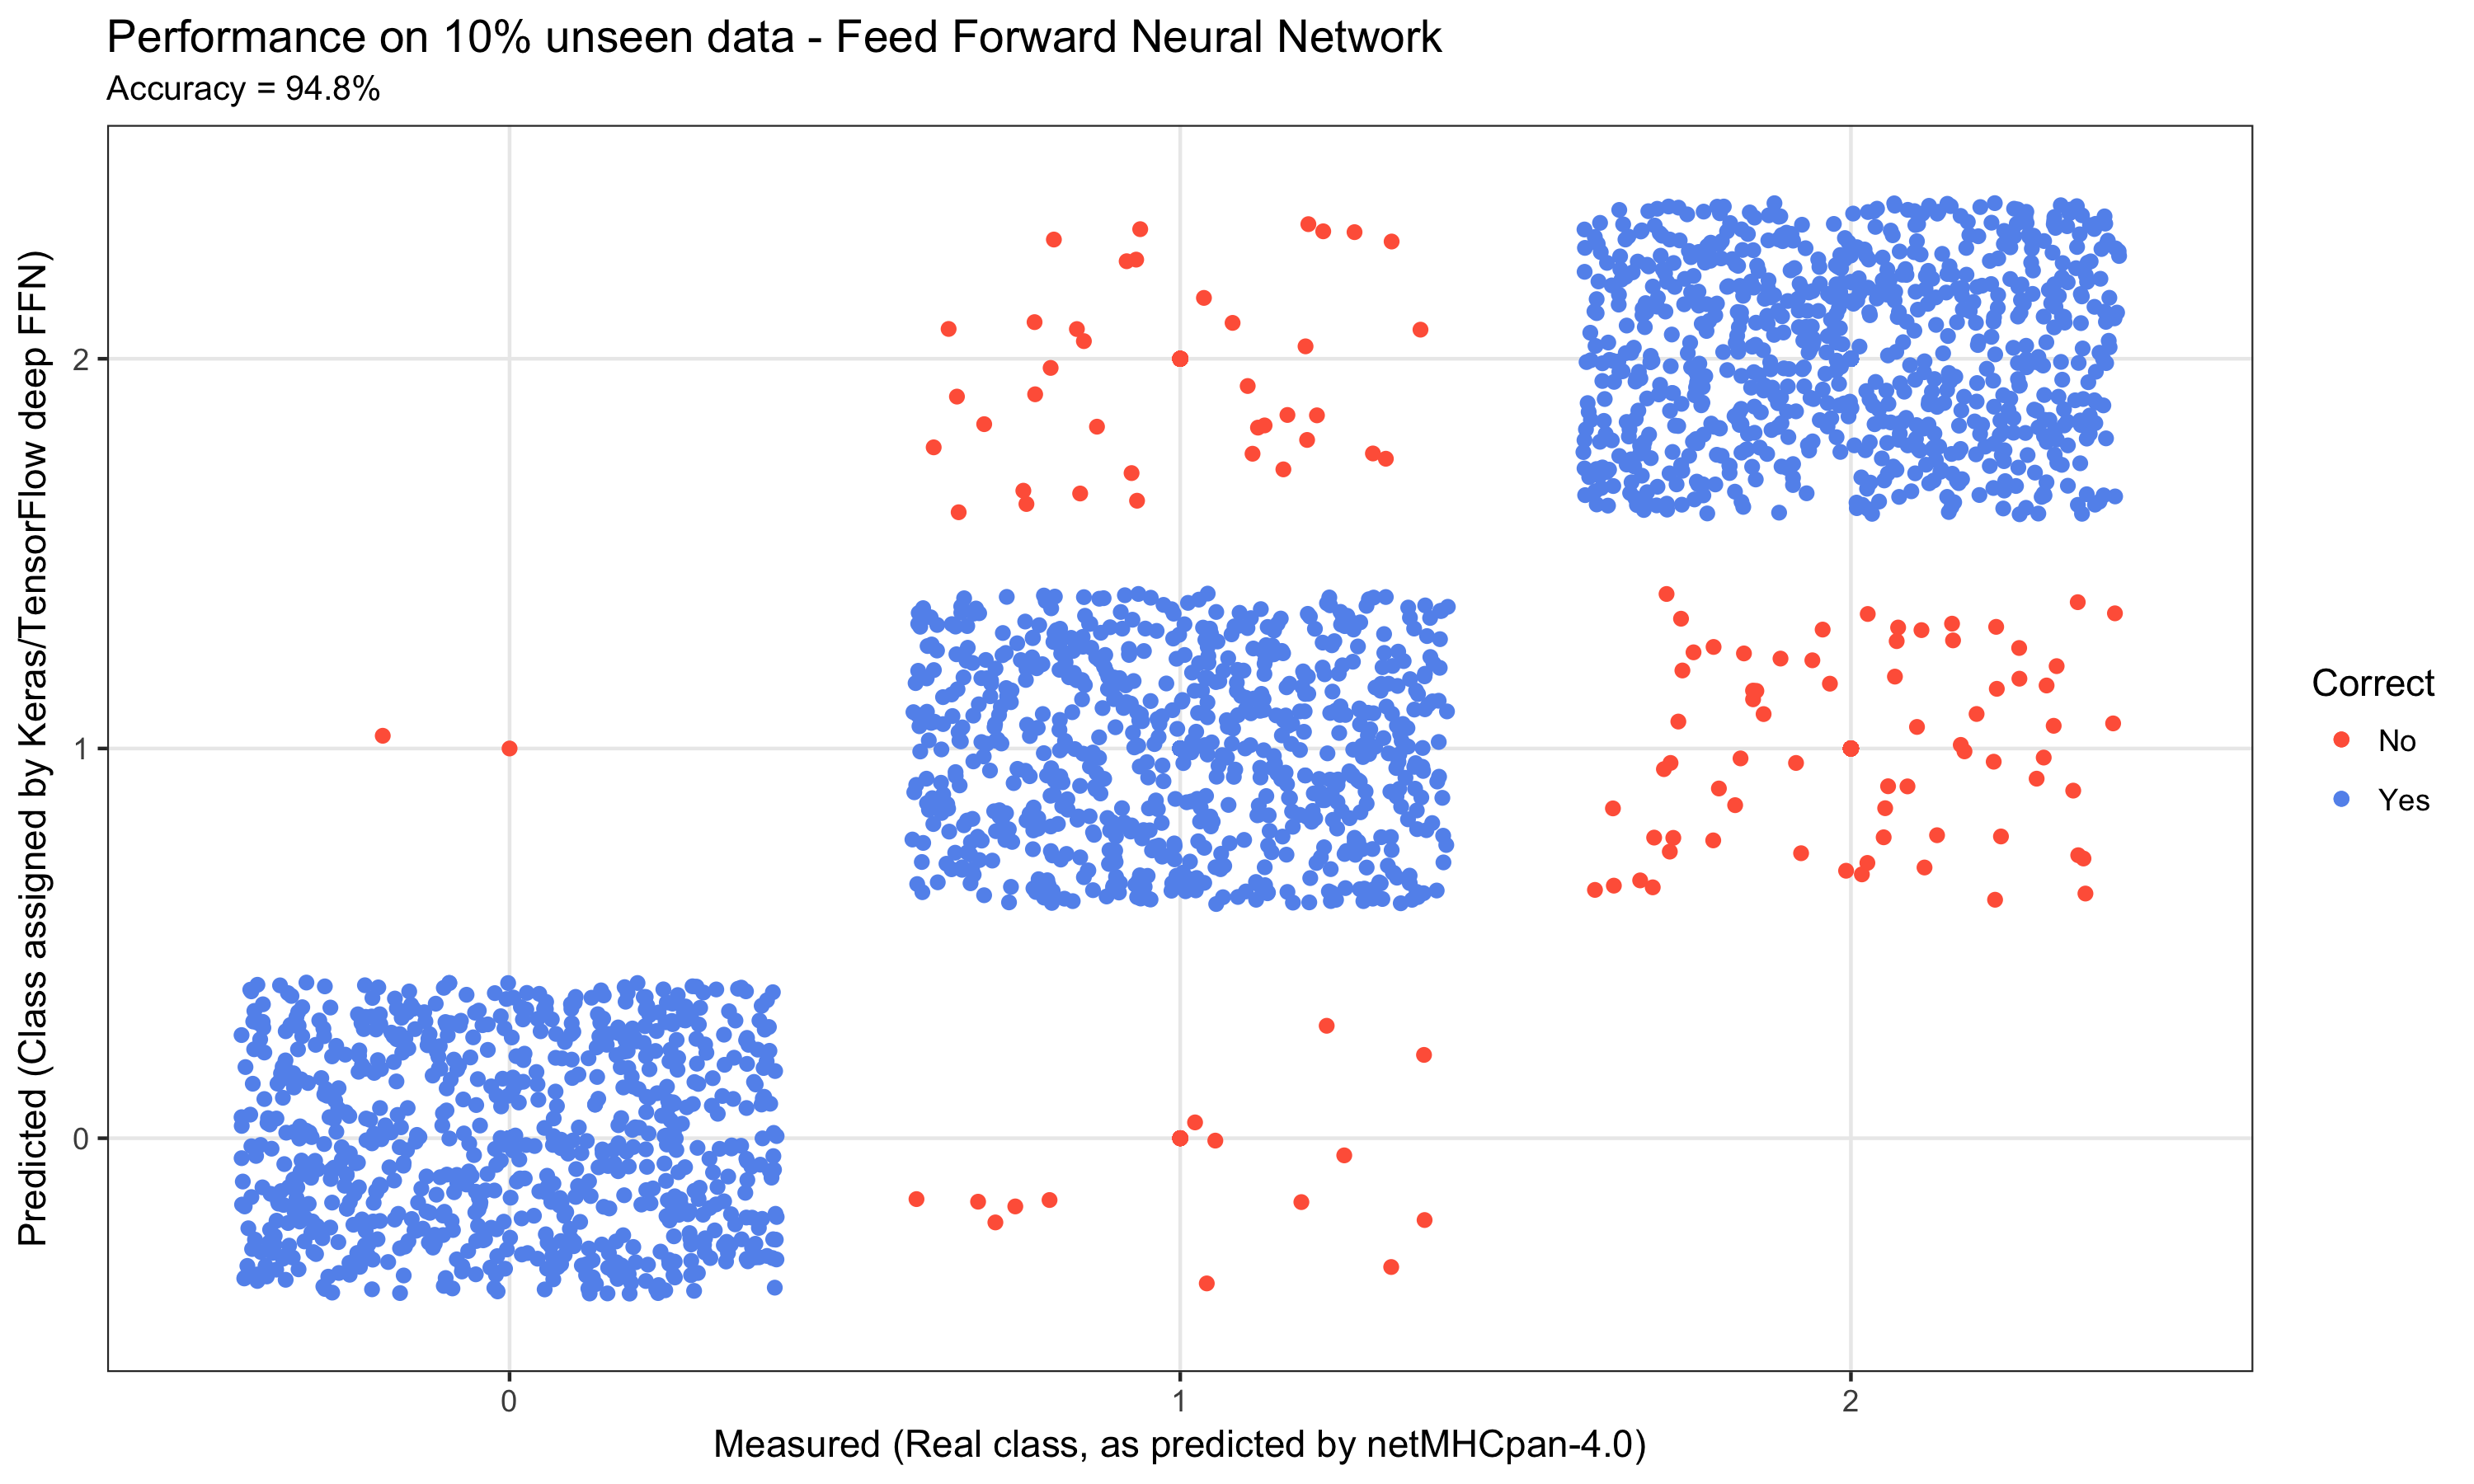 Performance on 10% unseen data - Feed Forward Neural Network
Accuracy = 94.8%
Predicted (Class assigned by Keras/TensorFlow deep FFN)
2
1
0
0
1
2
Measured (Real class, as predicted by netMHCpan-4.0)
Correct
No
Yes